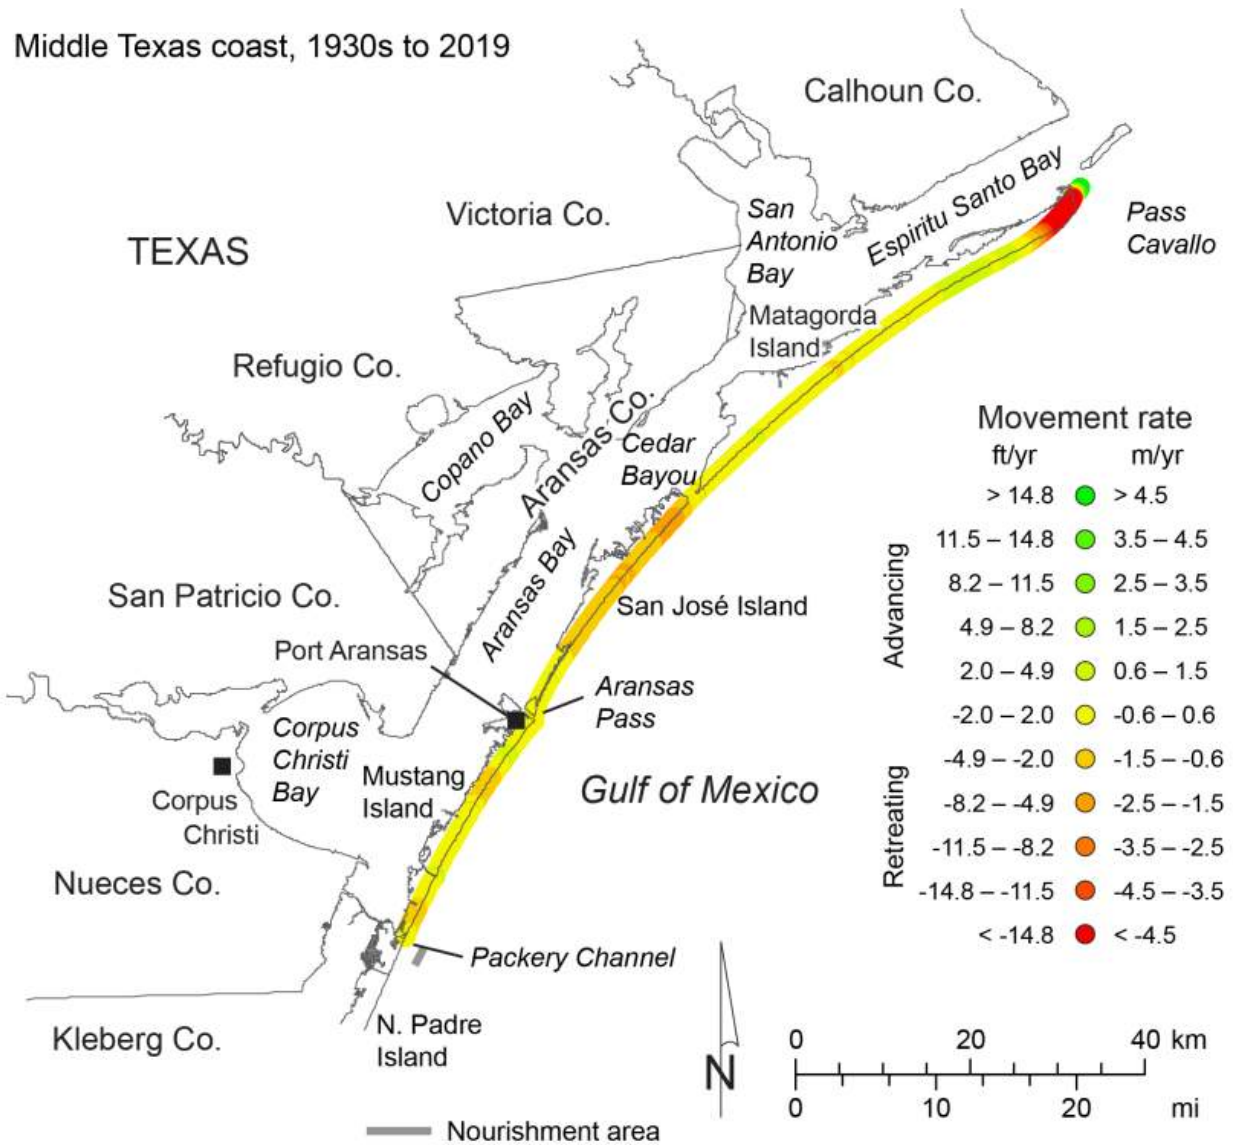 Middle Texas coast, 1930s to 2019
Calhoun Co.
Victoria Co.
TEXAS
San
Antonio
Bay
Espiritu Santo Bay
Pass
Cavallo
Matagorda
Island
Refugio Co.
Copano Bay
Aransas Co.
Cedar
Bayou
Aransas Bay
San José Island
San Patricio Co.
Port Aransas
Aransas
Pass
Corpus
Christi
Bay
Mustang
Island
Gulf of Mexico
Corpus
Christi
Nueces Co.
Packery Channel
Kleberg Co.
N. Padre
Island
Nourishment area
Movement rate
ft/yr m/yr
Advancing
> 14.8 > 4.5
11.5 – 14.8 3.5 – 4.5
8.2 – 11.5 2.5 – 3.5
4.9 – 8.2 1.5 – 2.5
2.0 – 4.9 0.6 – 1.5
-2.0 – 2.0 -0.6 – 0.6
Retreating
-4.9 – -2.0 -1.5 – -0.6
-8.2 – -4.9 -2.5 – -1.5
-11.5 – -8.2 -3.5 – -2.5
-14.8 – -11.5 -4.5 – -3.5
< -14.8 < -4.5
N
0 20 40 km
0 10 20 mi